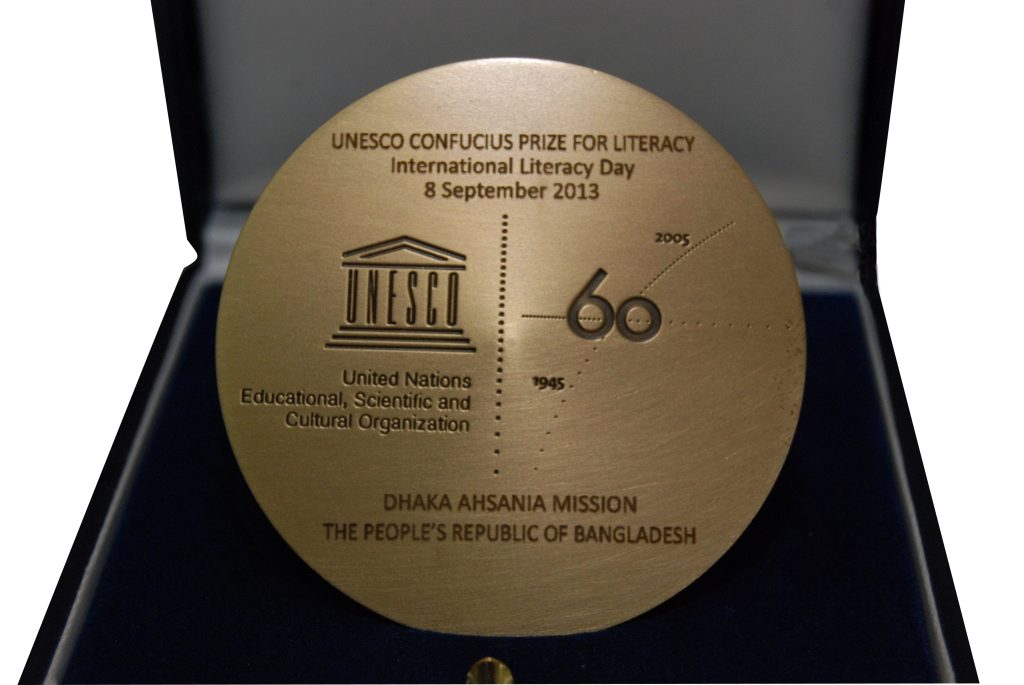 UNESCO CONFUCIUS PRIZE FOR LITERACY
International Literacy Day
8 September 2013
UNESCO
United Nations
Educational, Scientific and
Cultural Organization
2005
60
1945
DHAKA AHSANIA MISSION
THE PEOPLE'S REPUBLIC OF BANGLADESH